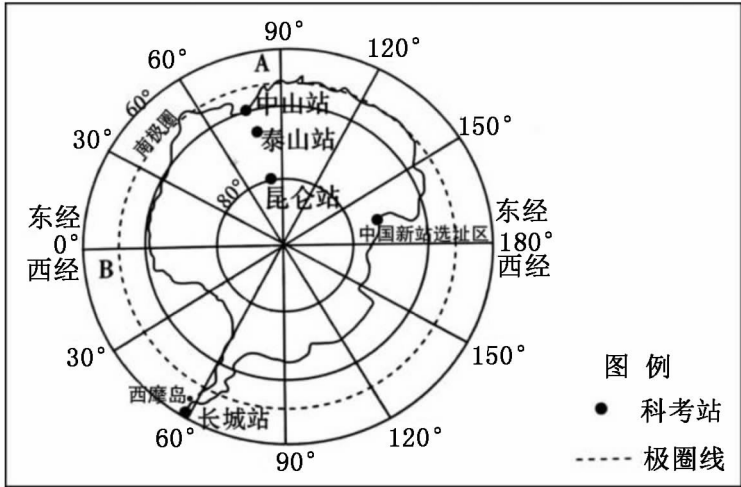 90°
60°
A
120°
60°
中山站
30°
南极圈
泰山站
150°
80°
昆仑站
东经
0°
西经
B
中国新站选址区
东经
180°
西经
30°
150°
西摩岛
长城站
60°
90°
120°
图 例
科考站
极圈线